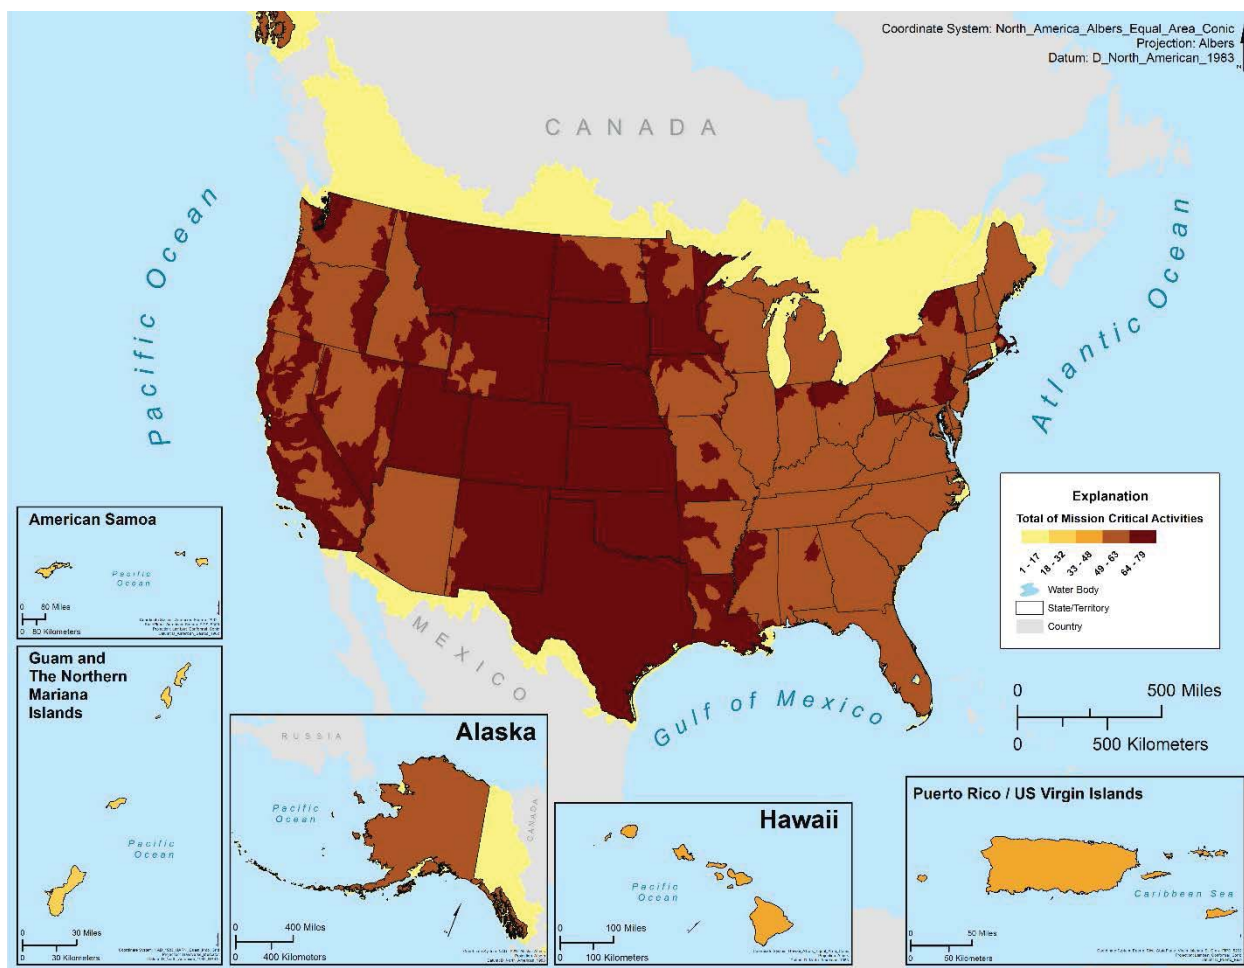 Coordinate System: North_America_Albers_Equal_Area_Conic
Projection: Albers
Datum: D_North_American_1983
CANADA
Pacific Ocean
Atlantic Ocean
MEXICO
Gulf of Mexico
Explanation
Total of Mission Critical Activities
1 - 17
18 - 32
33 - 48
49 - 63
64 - 79
Water Body
State/Territory
Country
0 500 Miles
0 500 Kilometers
American Samoa
Pacific
Ocean
0 80 Miles
0 80 Kilometers
Guam and
The Northern
Mariana
Islands
Pacific
Ocean
0 30 Miles
0 30 Kilometers
Alaska
RUSSIA
CANADA
Pacific
Ocean
0 400 Miles
0 400 Kilometers
Hawaii
Pacific
Ocean
0 100 Miles
0 100 Kilometers
Puerto Rico / US Virgin Islands
Caribbean Sea
0 50 Miles
0 50 Kilometers